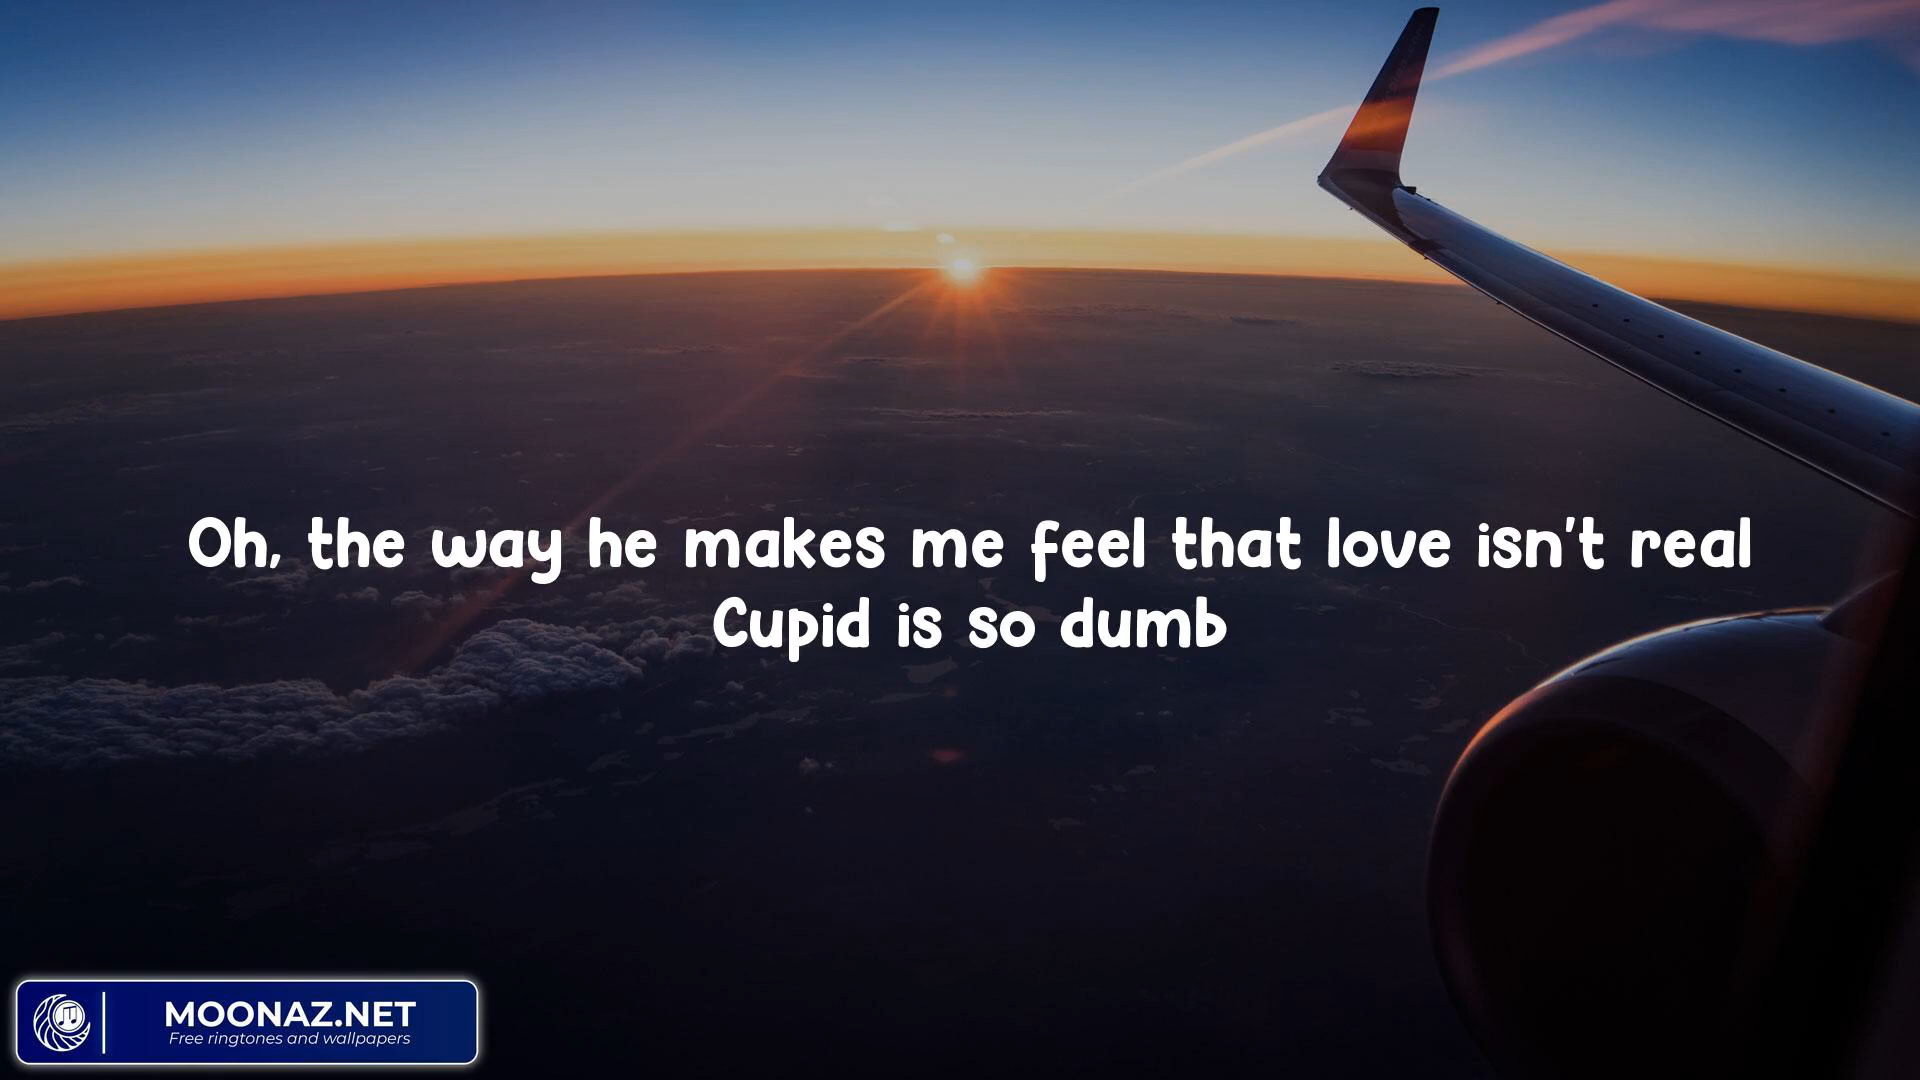 Oh, the way he makes me feel that love isn't real
Cupid is so dumb
MOONAZ.NET
Free ringtones and wallpapers